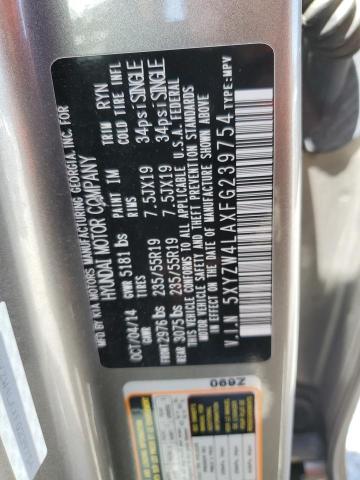 MFD BY KIA MOTORS MANUFACTURING GEORGIA, INC. FOR
HYUNDAI MOTOR COMPANY
OCT/04/14 PAINT IM TRIM RYN
GVWR 5181 lbs
GAWR RIMS COLD TIRE INFL
FRONT 2976 lbs 235/55R19 7.5JX19 34psi SINGLE
REAR 3075 lbs 235/55R19 7.5JX19 34psi SINGLE
THIS VEHICLE CONFORMS TO ALL APPLICABLE U.S.A. FEDERAL
MOTOR VEHICLE SAFETY, BUMPER, AND THEFT PREVENTION STANDARDS
IN EFFECT ON THE DATE OF MANUFACTURE SHOWN ABOVE
V.I.N 5XYZW4LAXFG239754 TYPE:MPV
Z690